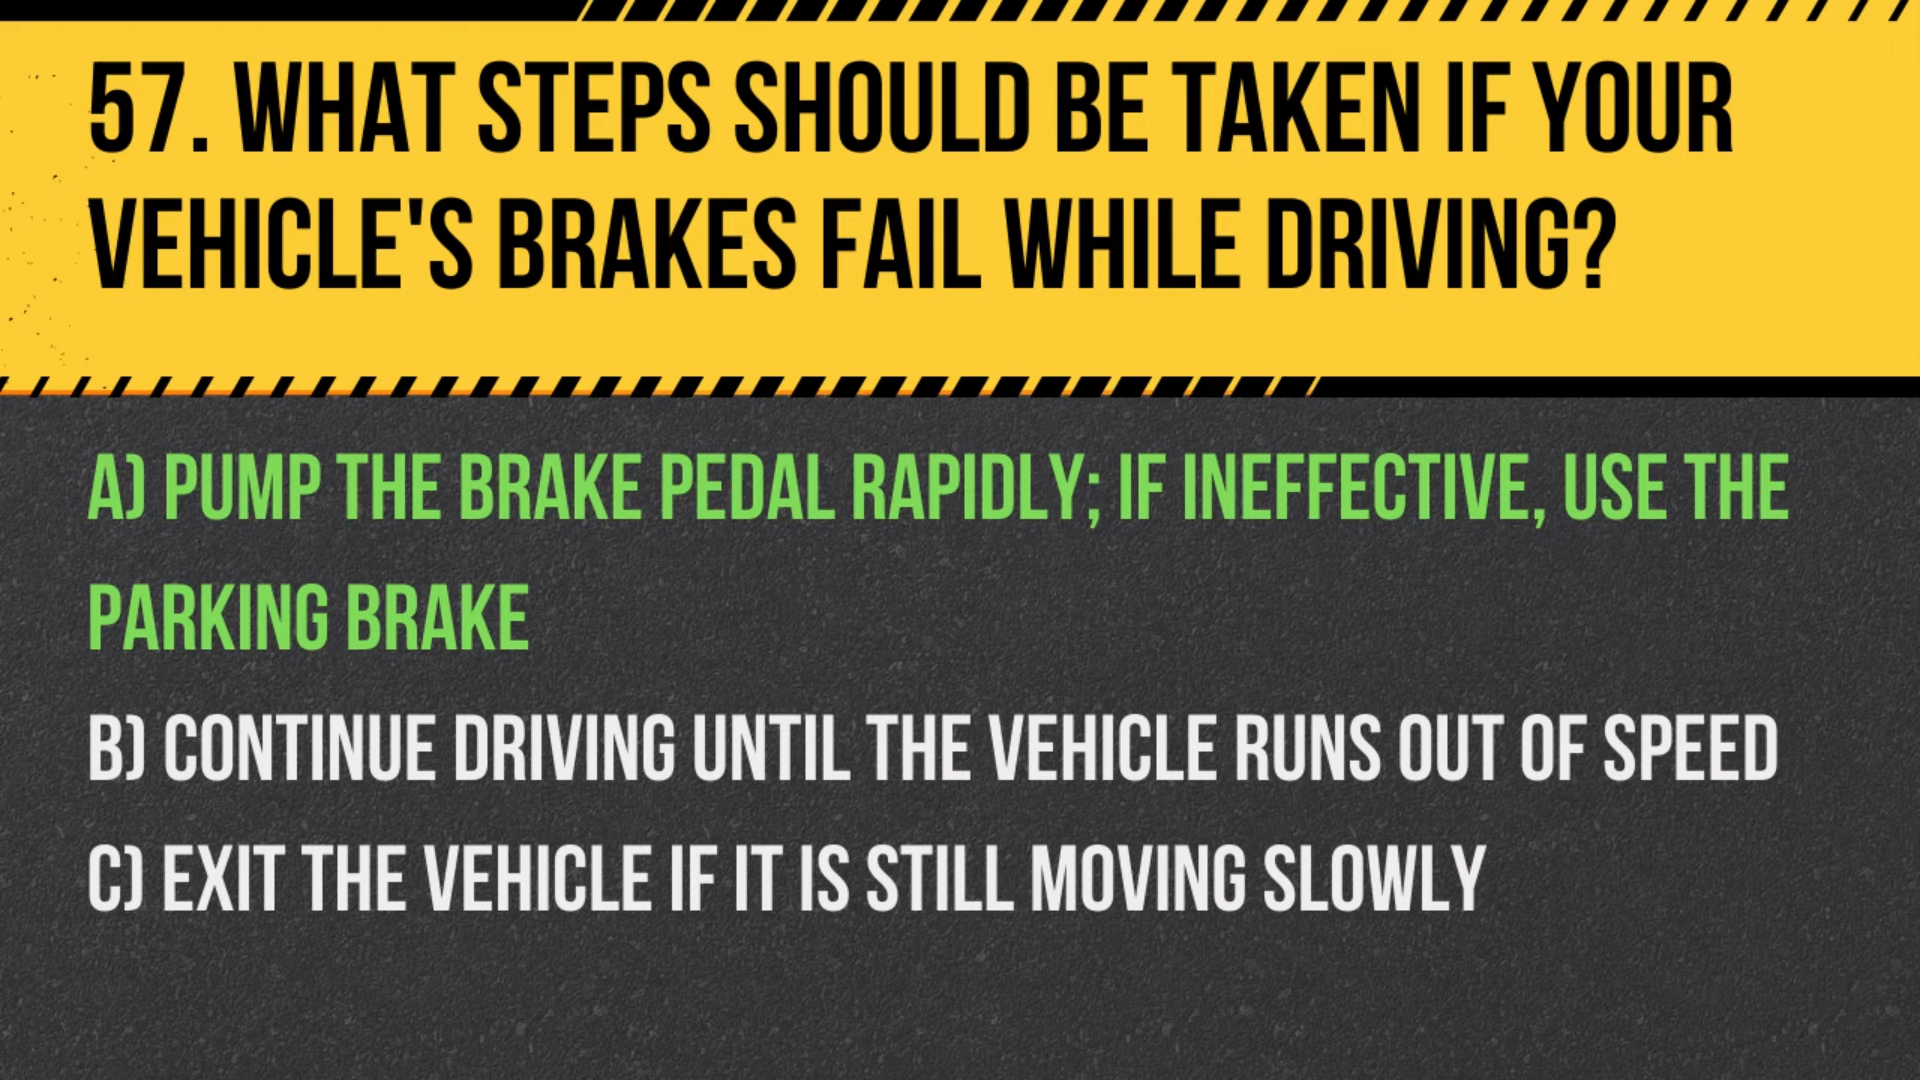 57. WHAT STEPS SHOULD BE TAKEN IF YOUR
VEHICLE'S BRAKES FAIL WHILE DRIVING?
A) PUMP THE BRAKE PEDAL RAPIDLY; IF INEFFECTIVE, USE THE
PARKING BRAKE
B) CONTINUE DRIVING UNTIL THE VEHICLE RUNS OUT OF SPEED
C) EXIT THE VEHICLE IF IT IS STILL MOVING SLOWLY